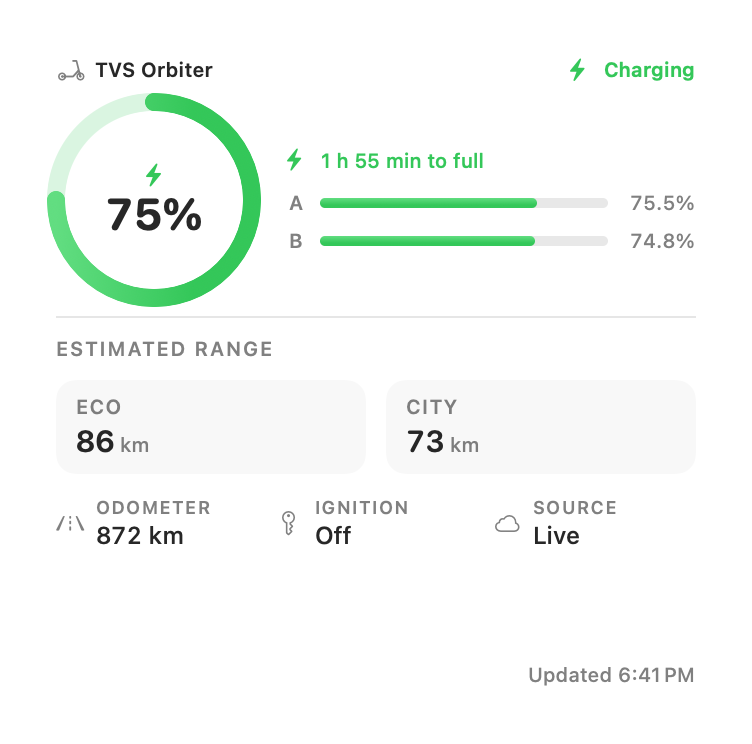 TVS Orbiter
Charging
75%
1 h 55 min to full
A 75.5%
B 74.8%
ESTIMATED RANGE
ECO
86 km
CITY
73 km
ODOMETER
872 km
IGNITION
Off
SOURCE
Live
Updated 6:41 PM